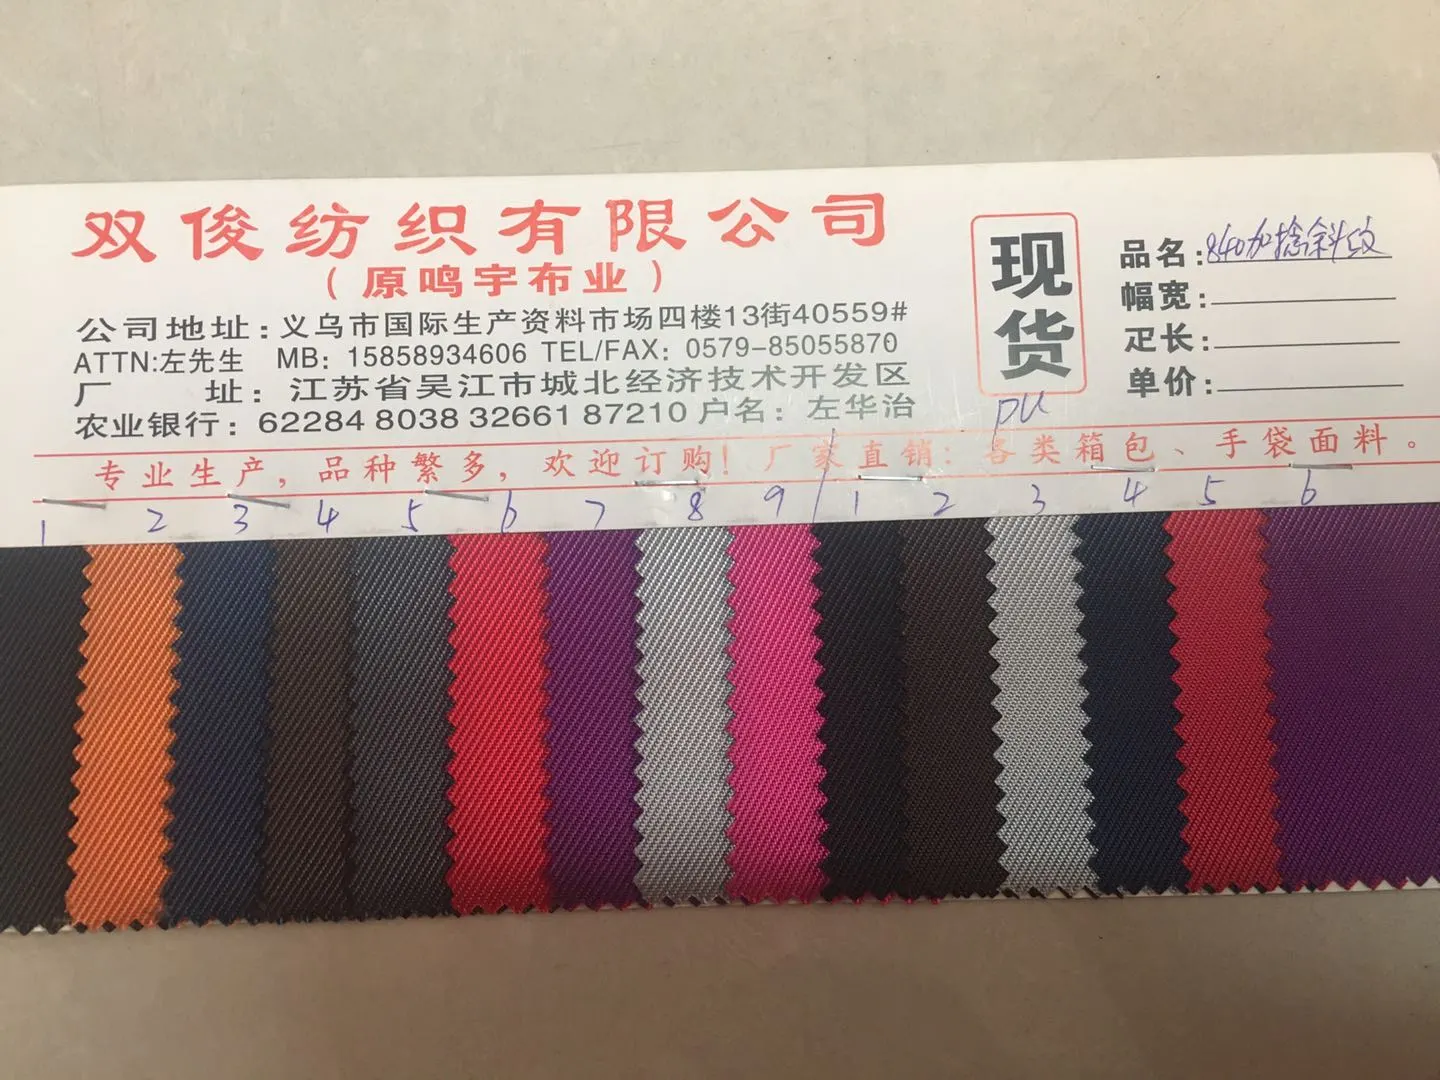 双俊纺织有限公司
（原鸣宇布业）
公司地址：义乌市国际生产资料市场四楼13街40559#
ATTN:左先生 MB: 15858934606 TEL/FAX: 0579-85055870
厂 址：江苏省吴江市城北经济技术开发区
农业银行：62284 8038 32661 87210 户名：左华治
现货
PU
品名：840加捻斜纹
幅宽：
疋长：
单价：
专业生产，品种繁多，欢迎订购！厂家直销：各类箱包、手袋面料。
1 2 3 4 5 6 7 8 9 / 1 2 3 4 5 6